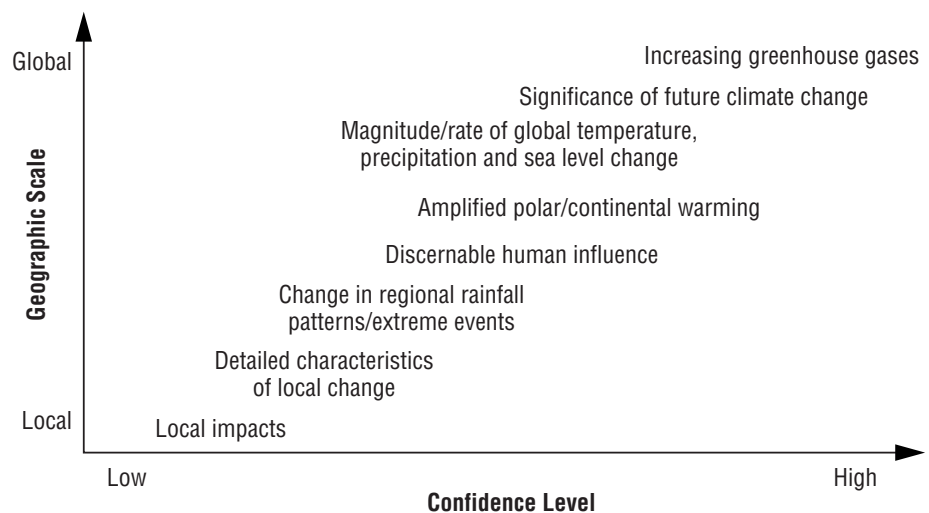 Global
Increasing greenhouse gases
Significance of future climate change
Magnitude/rate of global temperature,
precipitation and sea level change
Geographic Scale
Amplified polar/continental warming
Discernable human influence
Change in regional rainfall
patterns/extreme events
Detailed characteristics
of local change
Local
Local impacts
Low
High
Confidence Level